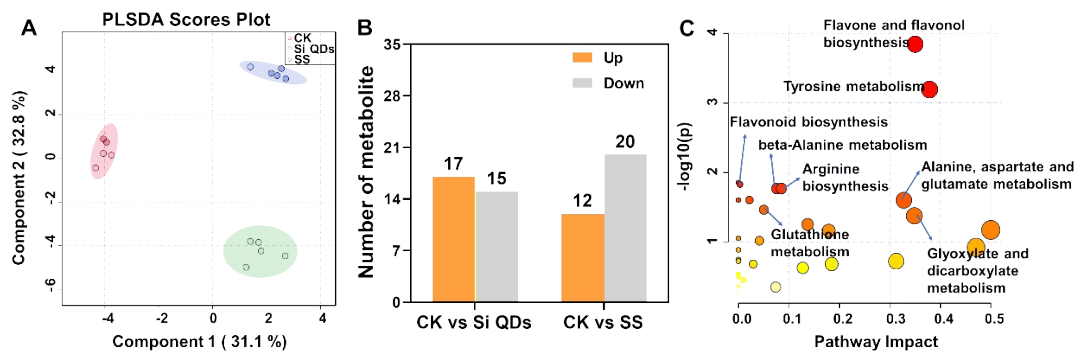 A
PLSDA Scores Plot
CK
Si QDs
SS
Component 2 ( 32.8 %)
4
2
0
-2
-4
-6
-4
-2
0
2
4
Component 1 ( 31.1 %)
B
Number of metabolite
35
28
21
14
7
0
Up
Down
17
15
12
20
CK vs Si QDs
CK vs SS
C
-log10(p)
4
3
2
1
Flavone and flavonol
biosynthesis
Tyrosine metabolism
Flavonoid biosynthesis
beta-Alanine metabolism
Arginine
biosynthesis
Alanine, aspartate and
glutamate metabolism
Glutathione
metabolism
Glyoxylate and
dicarboxylate
metabolism
0.0
0.1
0.2
0.3
0.4
0.5
Pathway Impact